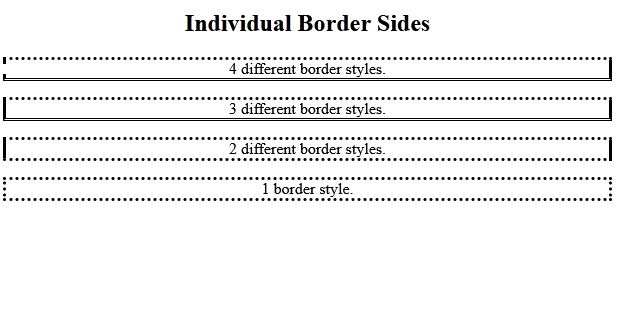 Individual Border Sides
4 different border styles.
3 different border styles.
2 different border styles.
1 border style.